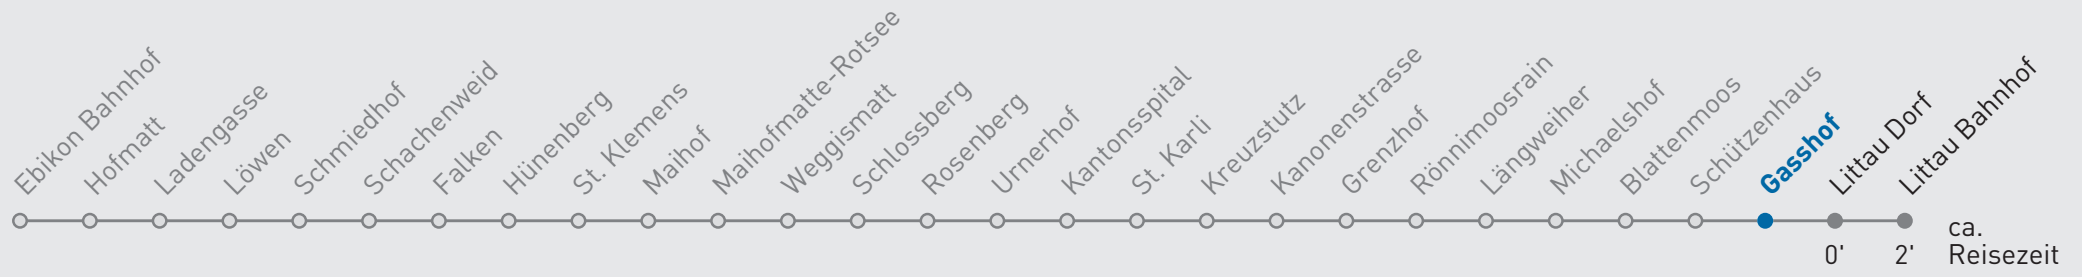 Ebikon Bahnhof
Hofmatt
Ladengasse
Löwen
Schmiedhof
Schachenweid
Falken
Hünenberg
St. Klemens
Maihof
Maihofmatte-Rotsee
Weggismatt
Schlossberg
Rosenberg
Urnerhof
Kantonsspital
St. Karli
Kreuzstutz
Kanonenstrasse
Grenzhof
Rönnimoosrain
Längweiher
Michaelshof
Blattenmoos
Schützenhaus
Gasshof
Littau Dorf
Littau Bahnhof
ca.
0' 2' Reisezeit